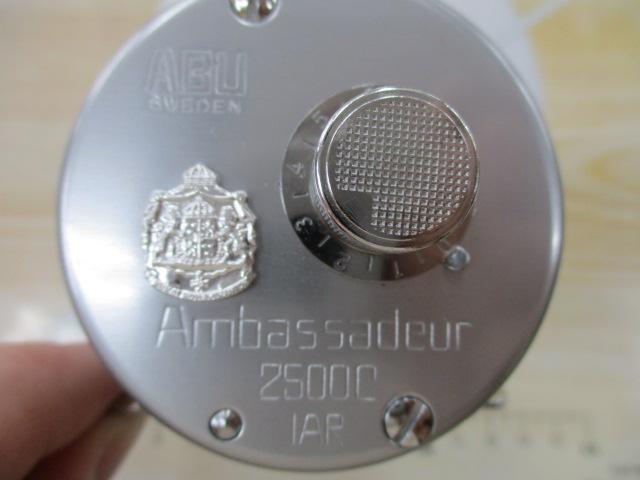 ABU
SWEDEN
5
4
3
2
1
Ambassadeur
2500C
IAR